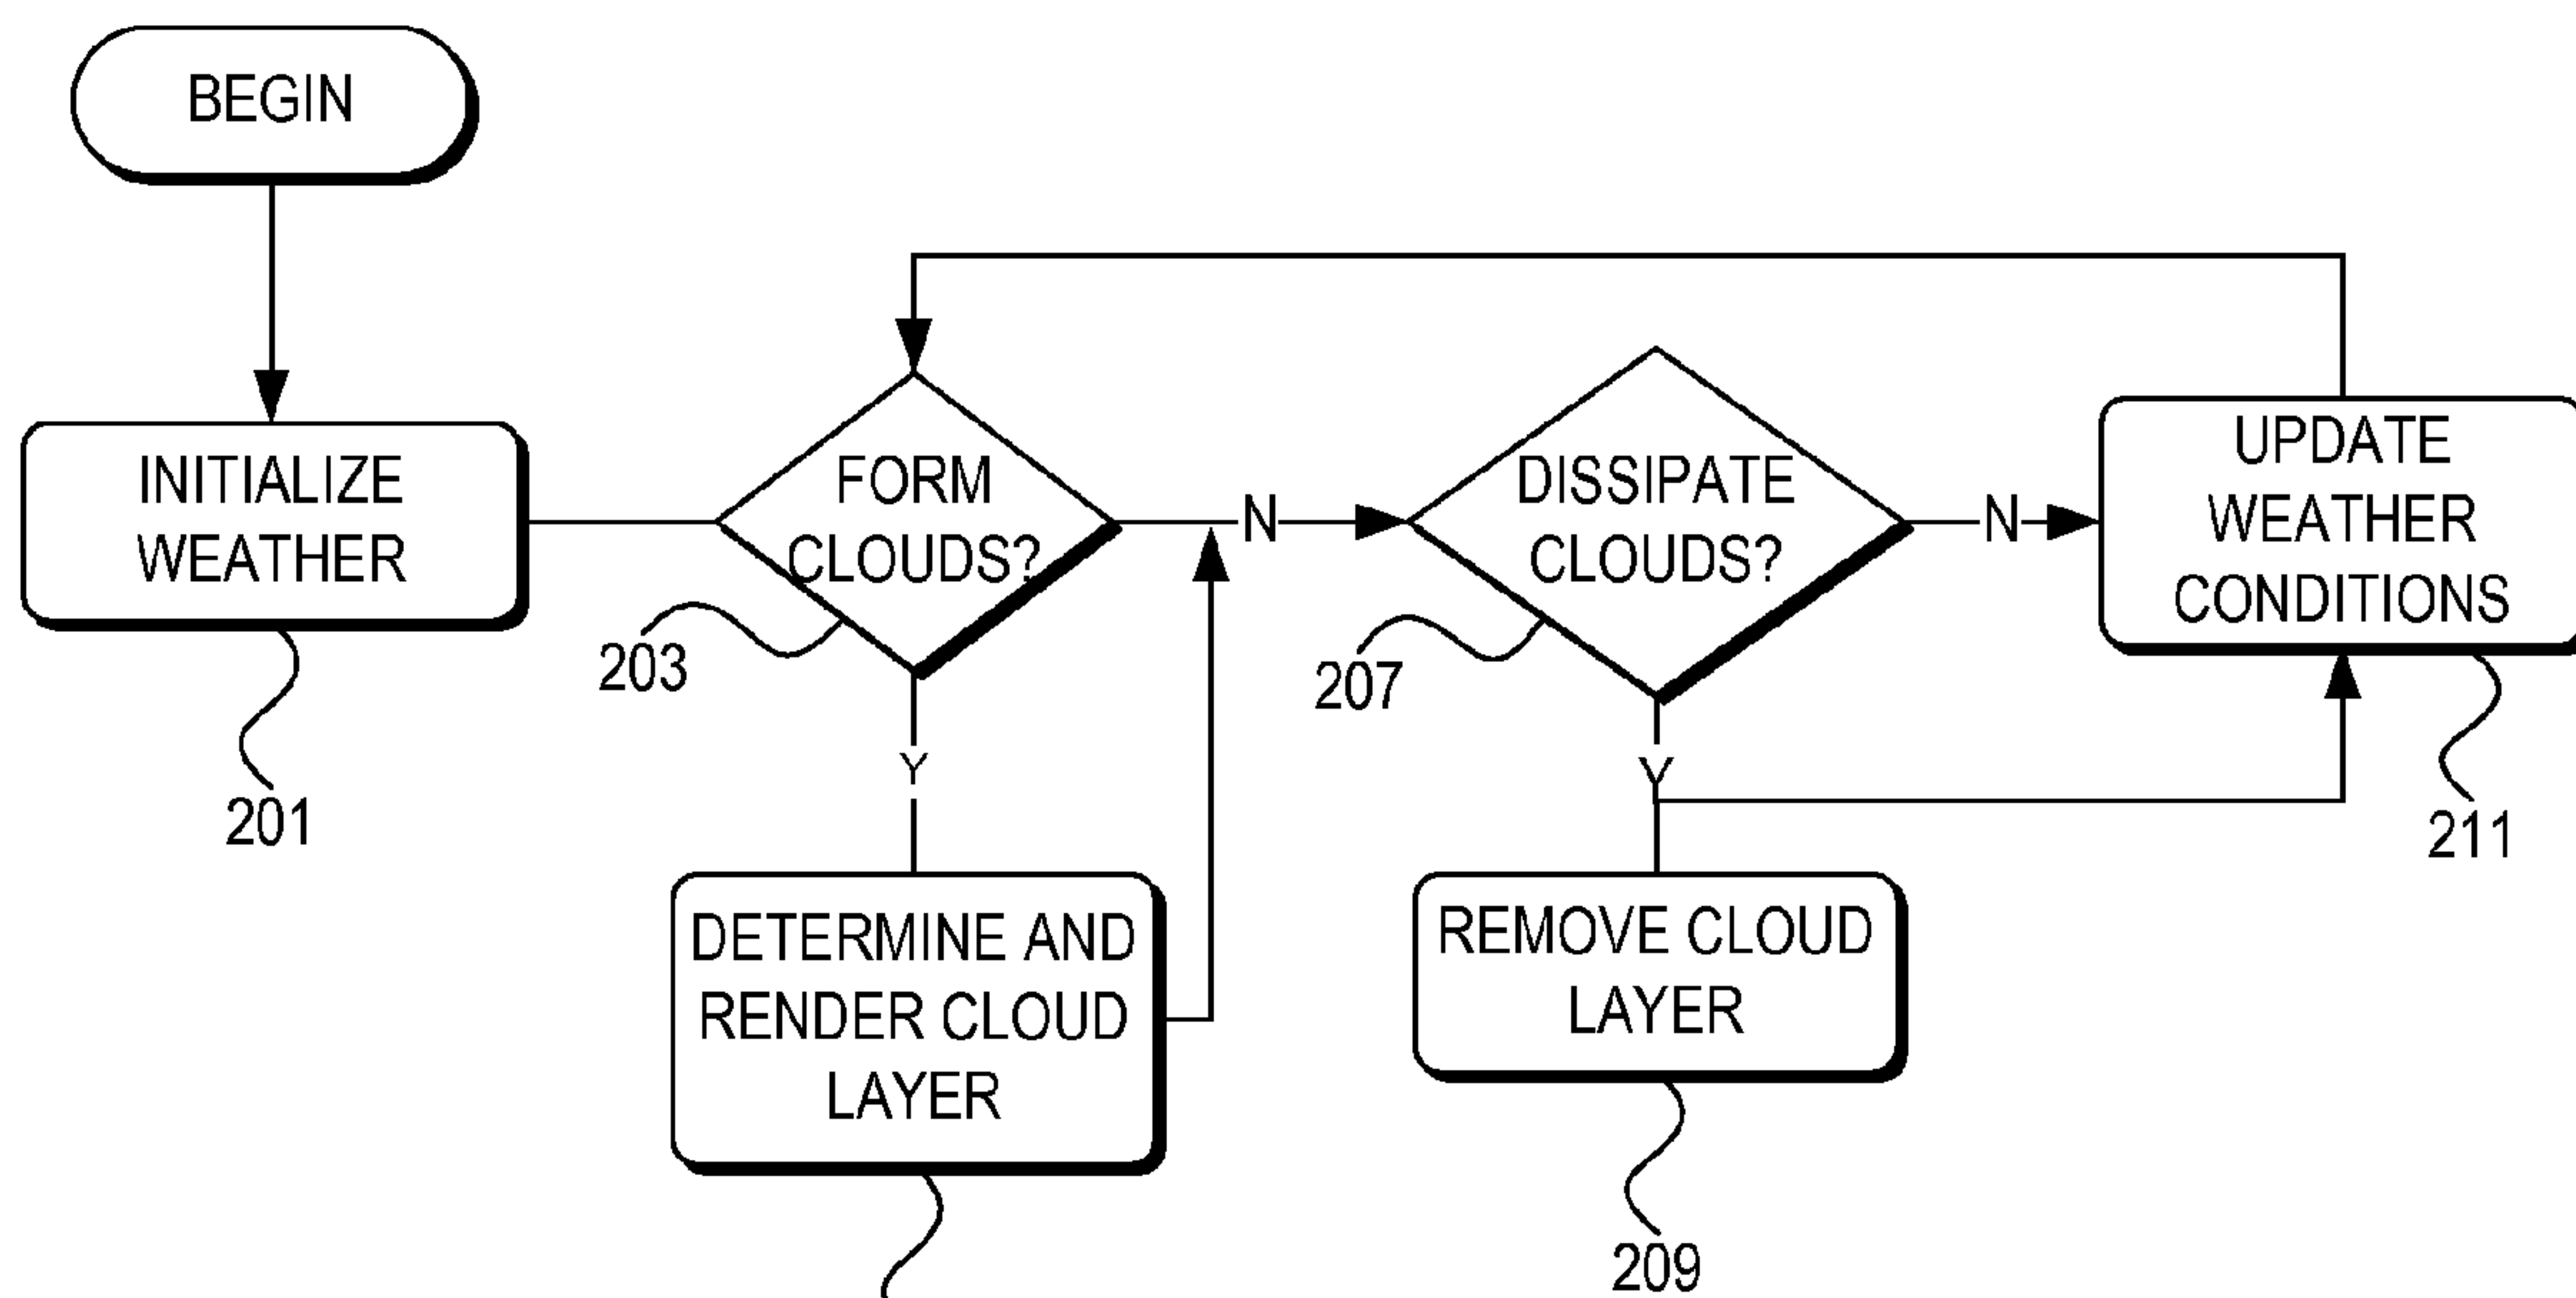 BEGIN
INITIALIZE
WEATHER
201
FORM
CLOUDS?
203
N
Y
DETERMINE AND
RENDER CLOUD
LAYER
DISSIPATE
CLOUDS?
207
N
Y
REMOVE CLOUD
LAYER
209
UPDATE
WEATHER
CONDITIONS
211